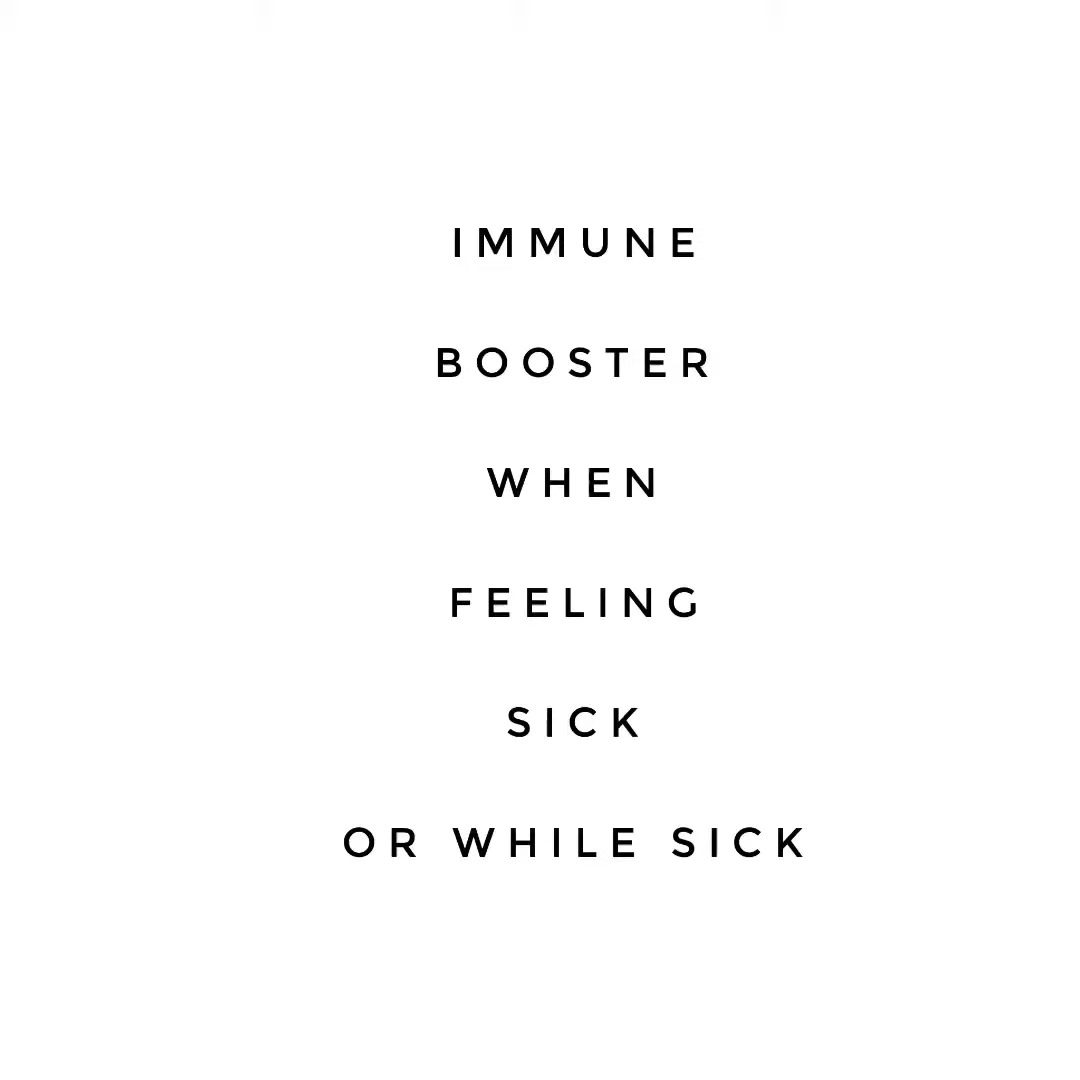 IMMUNE
BOOSTER
WHEN
FEELING
SICK
OR WHILE SICK